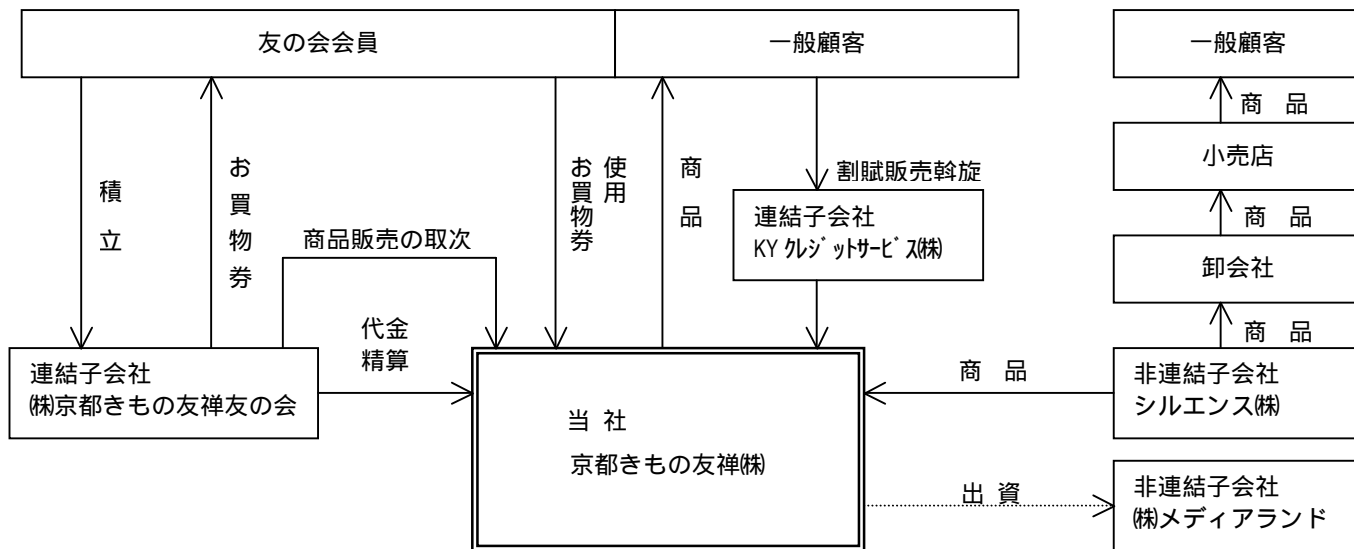 友の会会員
一般顧客
一般顧客
商 品
小売店
商 品
卸会社
商 品
積立
お買物券
お買物券
使用
商品
割賦販売斡旋
連結子会社
KY クレジットサービス㈱
商品販売の取次
代金
精算
連結子会社
㈱京都きもの友禅友の会
当 社
京都きもの友禅㈱
商 品
非連結子会社
シルエンス㈱
出 資
非連結子会社
㈱メディアランド